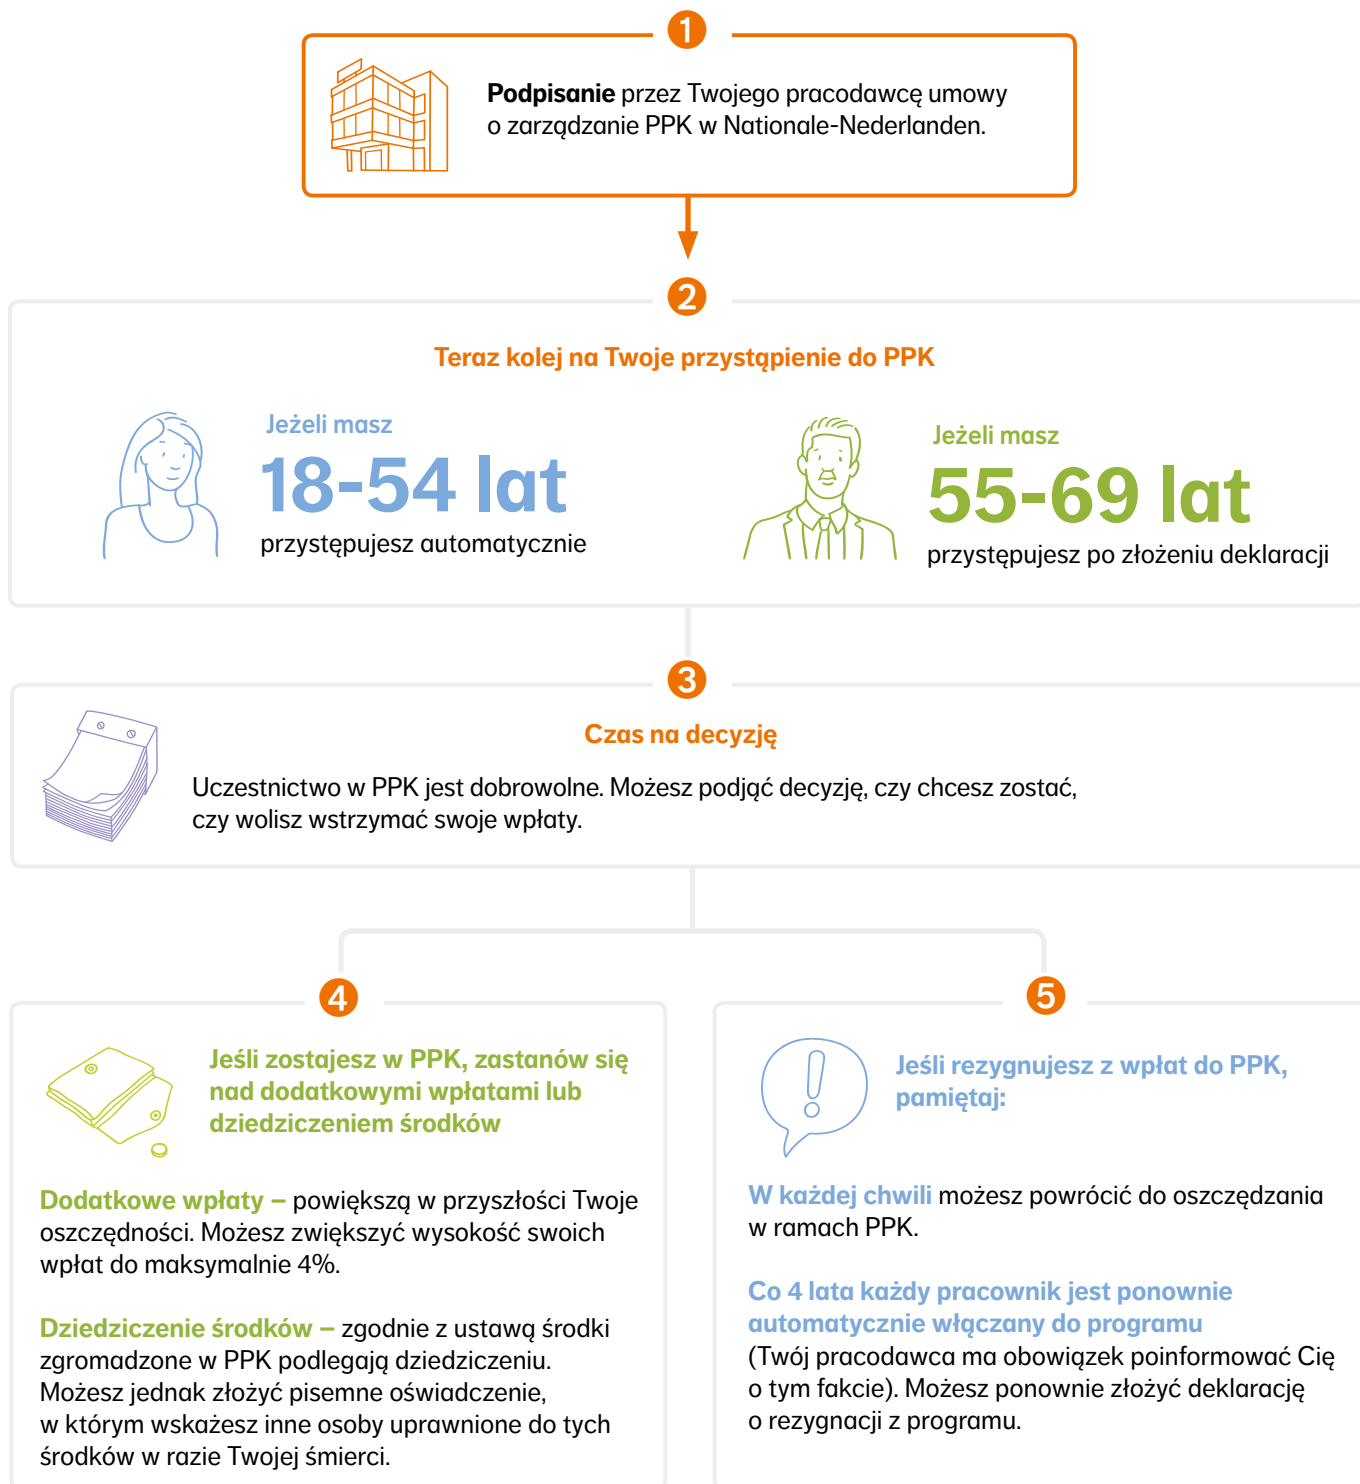 1
Podpisanie przez Twojego pracodawcę umowy
o zarządzanie PPK w Nationale-Nederlanden.
2
Teraz kolej na Twoje przystąpienie do PPK
Jeżeli masz
18-54 lat
przystępujesz automatycznie
Jeżeli masz
55-69 lat
przystępujesz po złożeniu deklaracji
3
Czas na decyzję
Uczestnictwo w PPK jest dobrowolne. Możesz podjąć decyzję, czy chcesz zostać,
czy wolisz wstrzymać swoje wpłaty.
4
Jeśli zostajesz w PPK, zastanów się
nad dodatkowymi wpłatami lub
dziedziczeniem środków
Dodatkowe wpłaty – powiększą w przyszłości Twoje
oszczędności. Możesz zwiększyć wysokość swoich
wpłat do maksymalnie 4%.
Dziedziczenie środków – zgodnie z ustawą środki
zgromadzone w PPK podlegają dziedziczeniu.
Możesz jednak złożyć pisemne oświadczenie,
w którym wskażesz inne osoby uprawnione do tych
środków w razie Twojej śmierci.
5
Jeśli rezygnujesz z wpłat do PPK,
pamiętaj:
W każdej chwili możesz powrócić do oszczędzania
w ramach PPK.
Co 4 lata każdy pracownik jest ponownie
automatycznie włączany do programu
(Twój pracodawca ma obowiązek poinformować Cię
o tym fakcie). Możesz ponownie złożyć deklarację
o rezygnacji z programu.